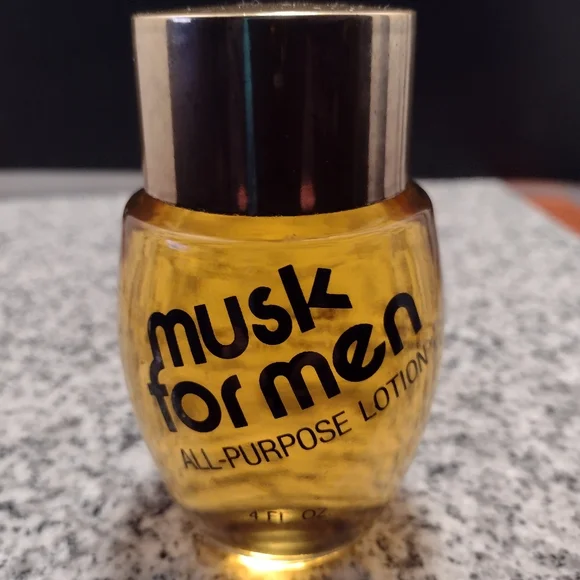 musk
for men
ALL-PURPOSE LOTION
4 FL OZ